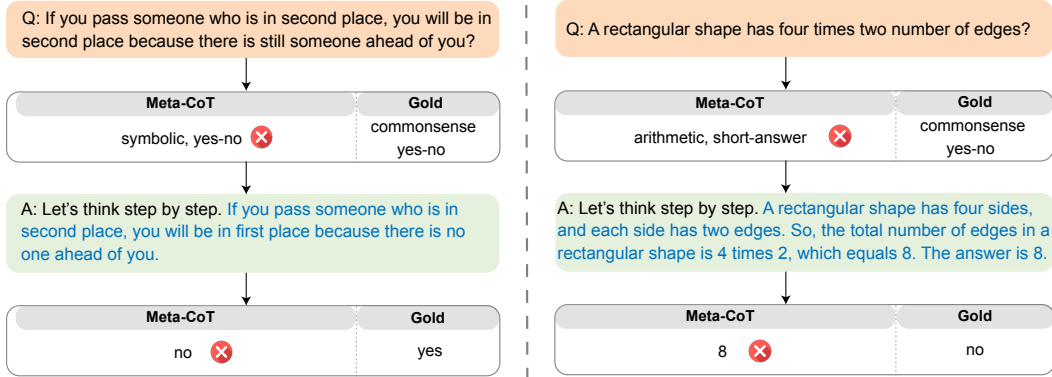 Q: If you pass someone who is in second place, you will be in
second place because there is still someone ahead of you?
Meta-CoT
Gold
symbolic, yes-no
commonsense
yes-no
A: Let's think step by step. If you pass someone who is in
second place, you will be in first place because there is no
one ahead of you.
Meta-CoT
Gold
no
yes
Q: A rectangular shape has four times two number of edges?
Meta-CoT
Gold
arithmetic, short-answer
commonsense
yes-no
A: Let's think step by step. A rectangular shape has four sides,
and each side has two edges. So, the total number of edges in a
rectangular shape is 4 times 2, which equals 8. The answer is 8.
Meta-CoT
Gold
8
no